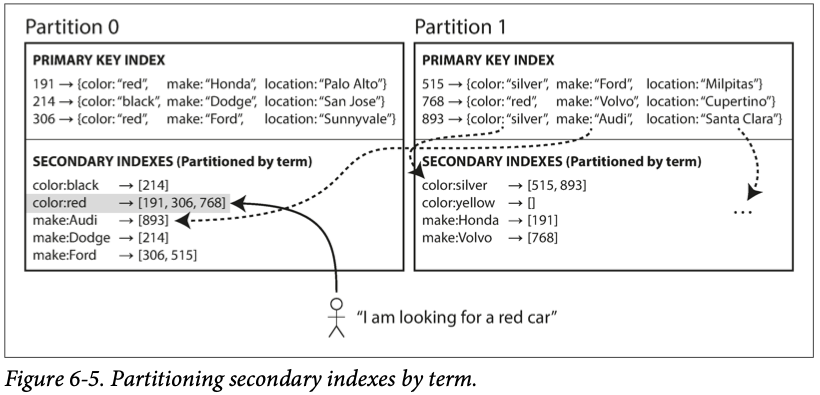 Partition 0
PRIMARY KEY INDEX
191 → {color: “red”, make: “Honda”, location: “Palo Alto”}
214 → {color: “black”, make: “Dodge”, location: “San Jose”}
306 → {color: “red”, make: “Ford”, location: “Sunnyvale”}
SECONDARY INDEXES (Partitioned by term)
color:black → [214]
color:red → [191, 306, 768]
make:Audi → [893]
make:Dodge → [214]
make:Ford → [306, 515]
Partition 1
PRIMARY KEY INDEX
515 → {color: “silver”, make: “Ford”, location: “Milpitas”}
768 → {color: “red”, make: “Volvo”, location: “Cupertino”}
893 → {color: “silver”, make: “Audi”, location: “Santa Clara”}
SECONDARY INDEXES (Partitioned by term)
color:silver → [515, 893]
color:yellow → []
make:Honda → [191]
make:Volvo → [768]
...
“I am looking for a red car”
Figure 6-5. Partitioning secondary indexes by term.